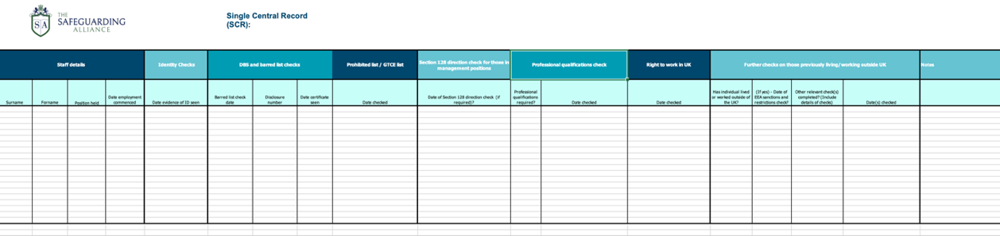 THE
SAFEGUARDING
ALLIANCE
S A
Single Central Record
(SCR):
Staff details
Identity Checks
DBS and barred list checks
Prohibited list / GTCE list
Section 128 direction check for those in
management positions
Professional qualifications check
Right to work in UK
Further checks on those previously living/working outside UK
Notes
Surname
Forname
Position held
Date employment
commenced
Date evidence of ID seen
Barred list check
date
Disclosure
number
Date certificate
seen
Date checked
Date of Section 128 direction check (if
required)?
Professional
qualifications
required?
Date checked
Date checked
Has individual lived
or worked outside of
the UK?
(If yes) - Date of
EEA sanctions and
restrictions check?
Other relevant check(s)
completed? (Include
details of checks)
Date(s) checked